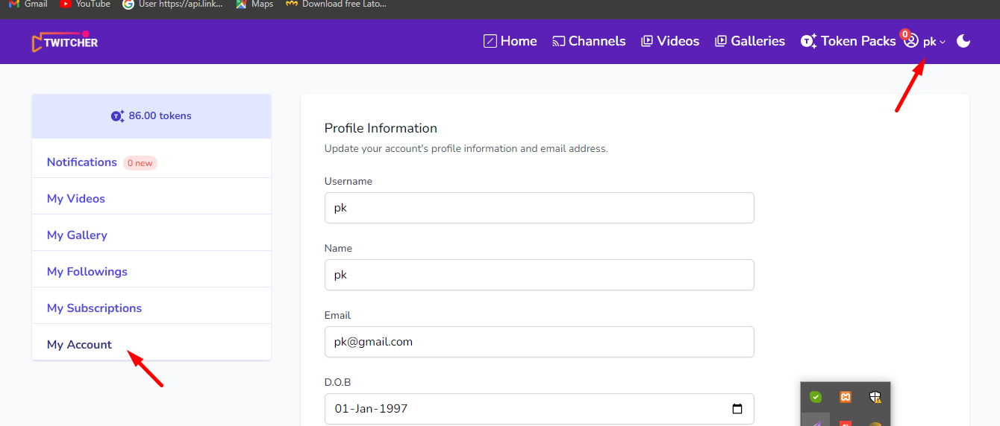 Gmail YouTube User https://api.link... Maps Download free Lato...
TWITCHER Home Channels Videos Galleries T Token Packs 0 pk
T 86.00 tokens
Notifications 0 new
My Videos
My Gallery
My Followings
My Subscriptions
My Account
Profile Information
Update your account's profile information and email address.
Username
pk
Name
pk
Email
pk@gmail.com
D.O.B
01-Jan-1997